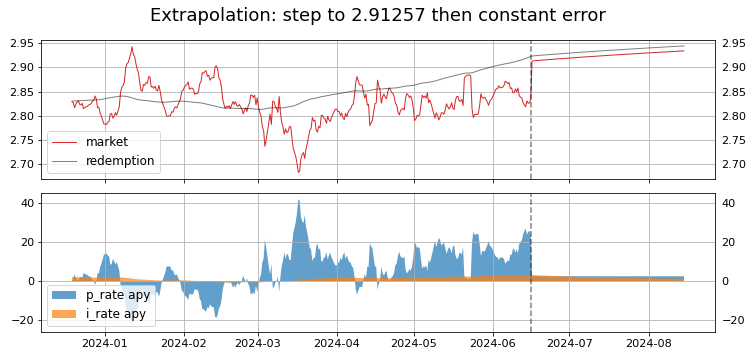 Extrapolation: step to 2.91257 then constant error
2.95 2.95
2.90 2.90
2.85 2.85
2.80 2.80
2.75 2.75
2.70 2.70
market
redemption
40 40
20 20
0 0
−20 −20
p_rate apy
i_rate apy
2024-01 2024-02 2024-03 2024-04 2024-05 2024-06 2024-07 2024-08